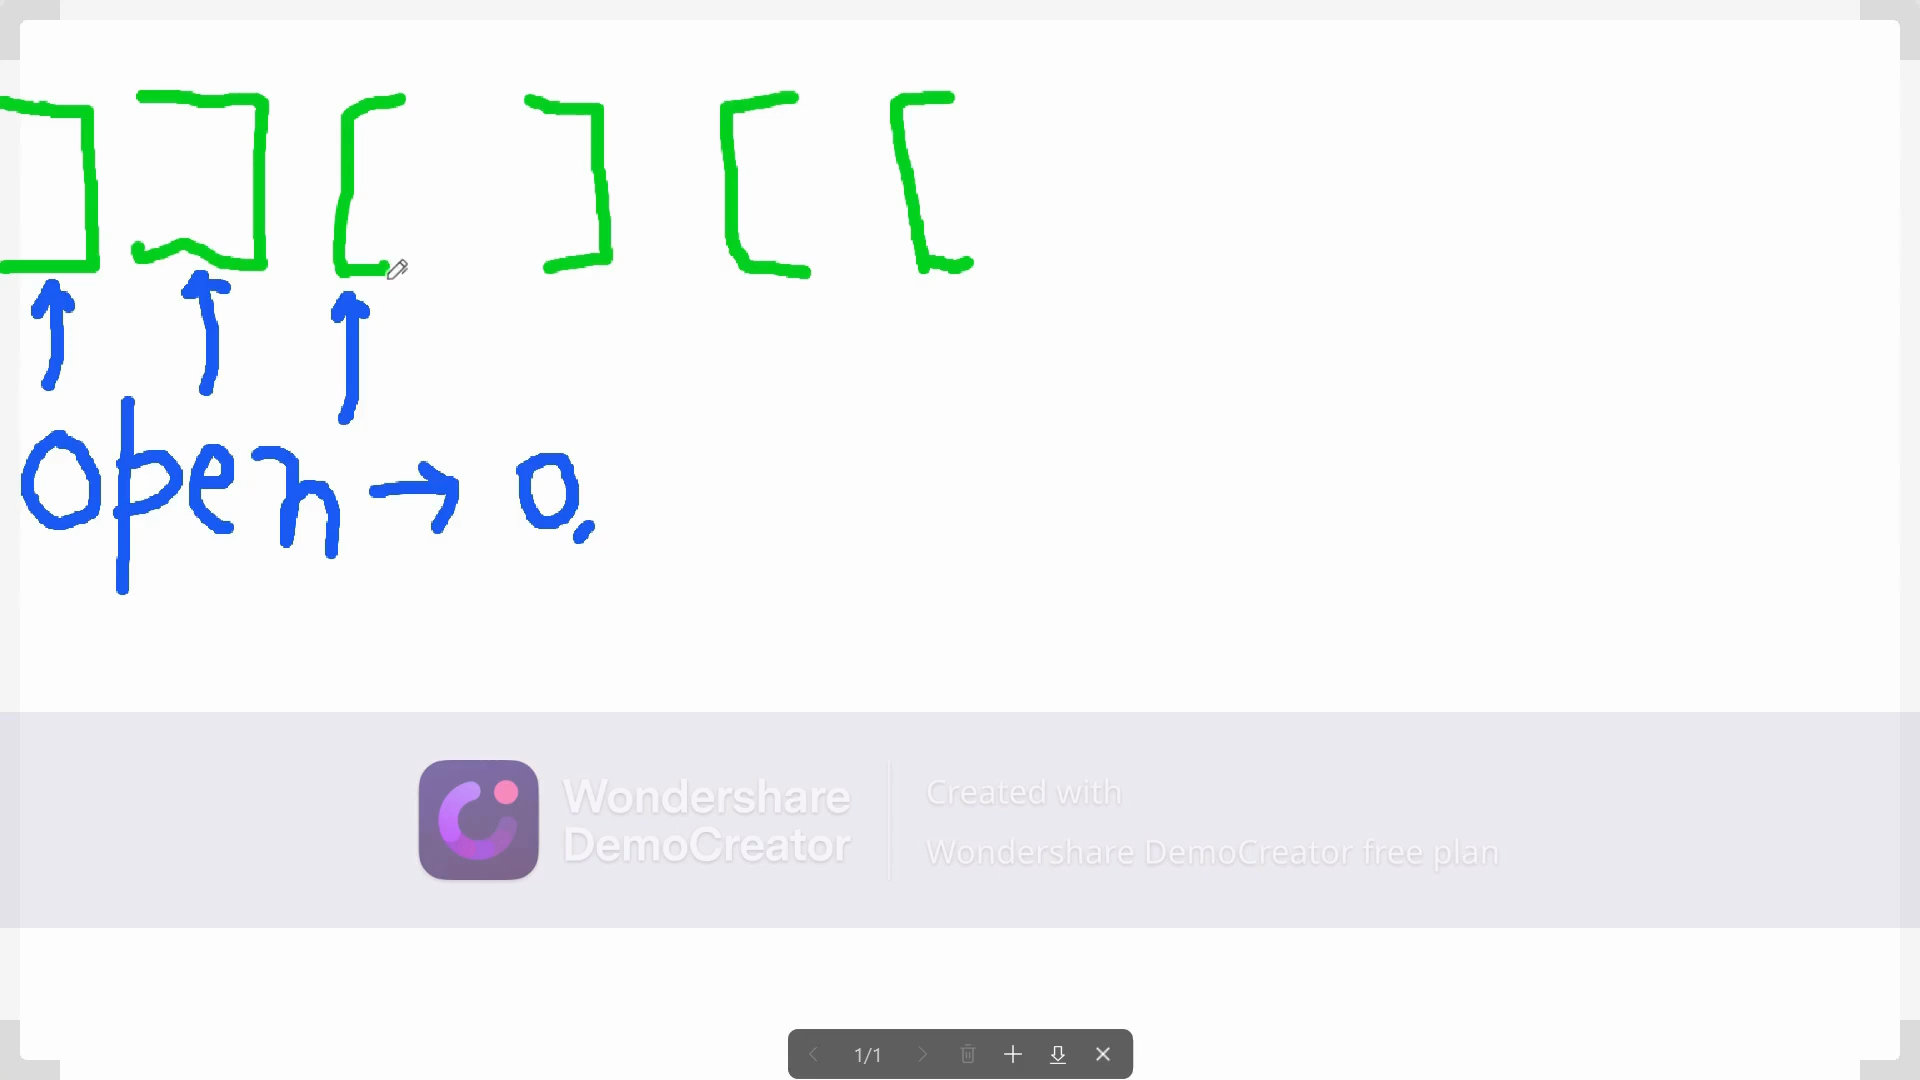 ] ] [ ] [ [
open → 0.
Wondershare
DemoCreator
Created with
Wondershare DemoCreator free plan
1/1